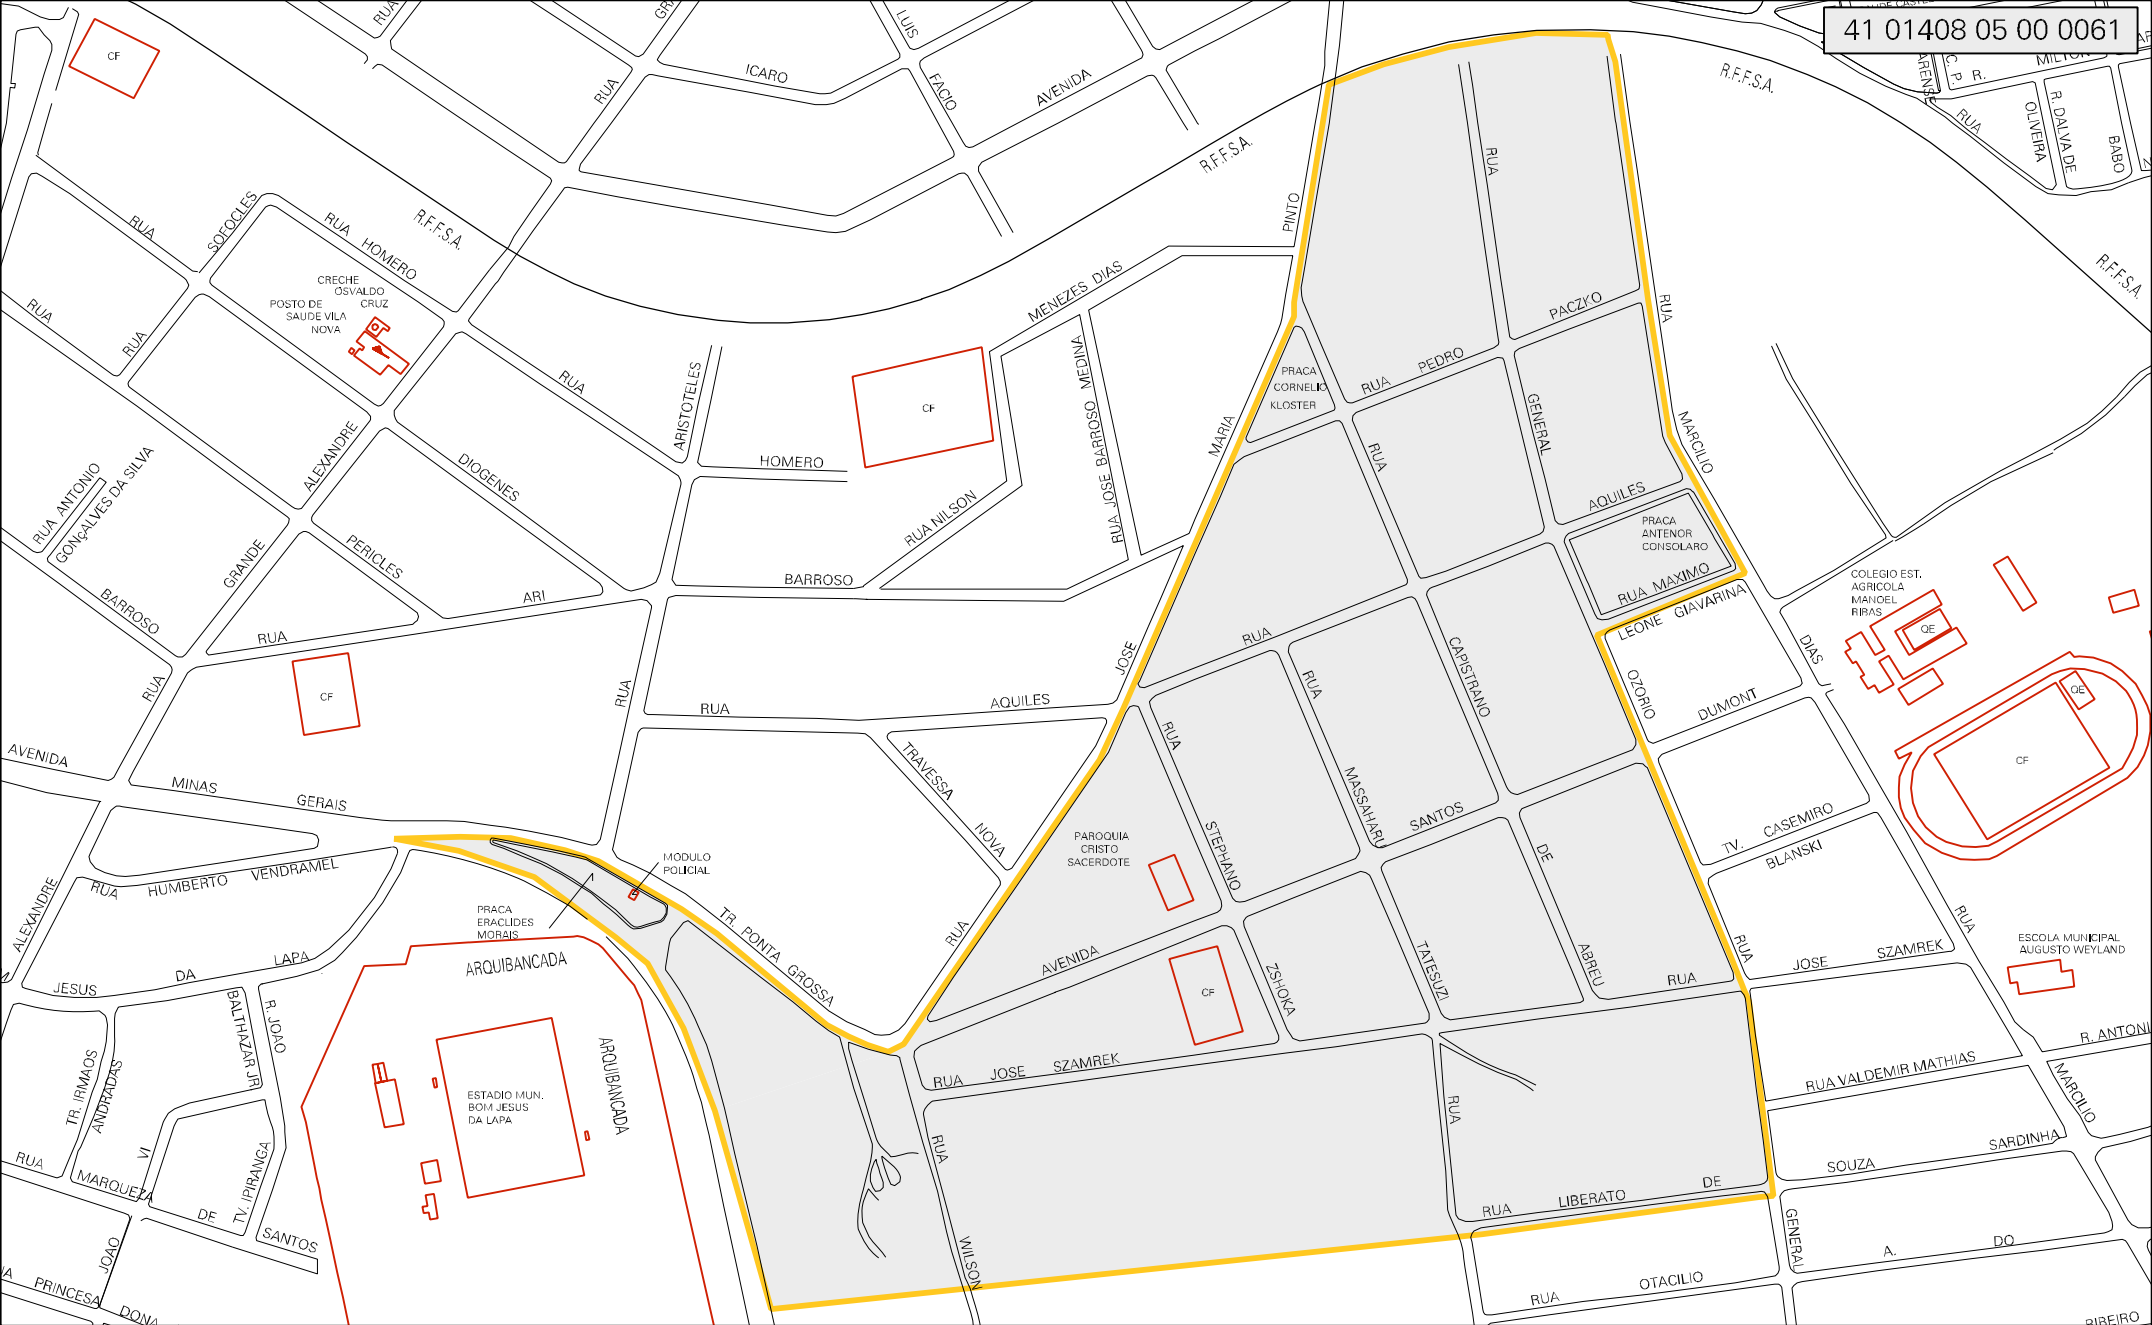 41 01408 05 00 0061
CF
RUA
RUA
LUIS
FACIO
ICARO
AVENIDA
R.F.F.S.A.
R.F.F.S.A.
R.F.F.S.A.
R.F.F.S.A.
C. P. R.
RUA
OLIVEIRA
R. DALVA DE
BABO
RUA
SOFOCLES
RUA
HOMERO
CRECHE
OSVALDO
CRUZ
POSTO DE
SAUDE VILA
NOVA
RUA
RUA
RUA
ARISTOTELES
HOMERO
CF
MENEZES DIAS
RUA JOSE BARROSO MEDINA
RUA NILSON
BARROSO
PINTO
MARIA
JOSE
RUA
PRACA
CORNELIO
KLOSTER
RUA
PEDRO
PACZKO
RUA
GENERAL
RUA
MARCILIO
AQUILES
PRACA
ANTENOR
CONSOLARO
RUA MAXIMO
LEONE GIAVARINA
DIAS
OZORIO
DUMONT
TV. CASEMIRO
BLANSKI
RUA
JOSE
SZAMREK
RUA
COLEGIO EST.
AGRICOLA
MANOEL
RIBAS
QE
QE
CF
ESCOLA MUNICIPAL
AUGUSTO WEYLAND
RUA ANTONIO
GONÇALVES DA SILVA
ALEXANDRE
GRANDE
RUA
DIOGENES
PERICLES
BARROSO
RUA
ARI
CF
RUA
RUA
AQUILES
TRAVESSA
NOVA
AVENIDA
MINAS
GERAIS
RUA
HUMBERTO
VENDRAMEL
ALEXANDRE
MODULO
POLICIAL
PRACA
ERACLIDES
MORAIS
TR. PONTA GROSSA
RUA
CAPISTRANO
DE
ABREU
RUA
MASSAHARU
SANTOS
TATESUZI
RUA
STEPHANO
ZSHOKA
RUA
PAROQUIA
CRISTO
SACERDOTE
AVENIDA
CF
RUA
RUA JOSE SZAMREK
RUA
WILSON
RUA
RUA
LIBERATO
DE
SOUZA
SARDINHA
RUA VALDEMIR MATHIAS
R. ANTONI
MARCILIO
GENERAL
RUA
OTACILIO
A.
DO
RIBEIRO
JESUS
DA
LAPA
BALTHAZAR JR
R. JOAO
VI
TR. IRMAOS
ANDRADAS
RUA
MARQUEZA
DE
SANTOS
TV. IPIRANGA
JOAO
PRINCESA
DONA
ARQUIBANCADA
ARQUIBANCADA
ESTADIO MUN.
BOM JESUS
DA LAPA